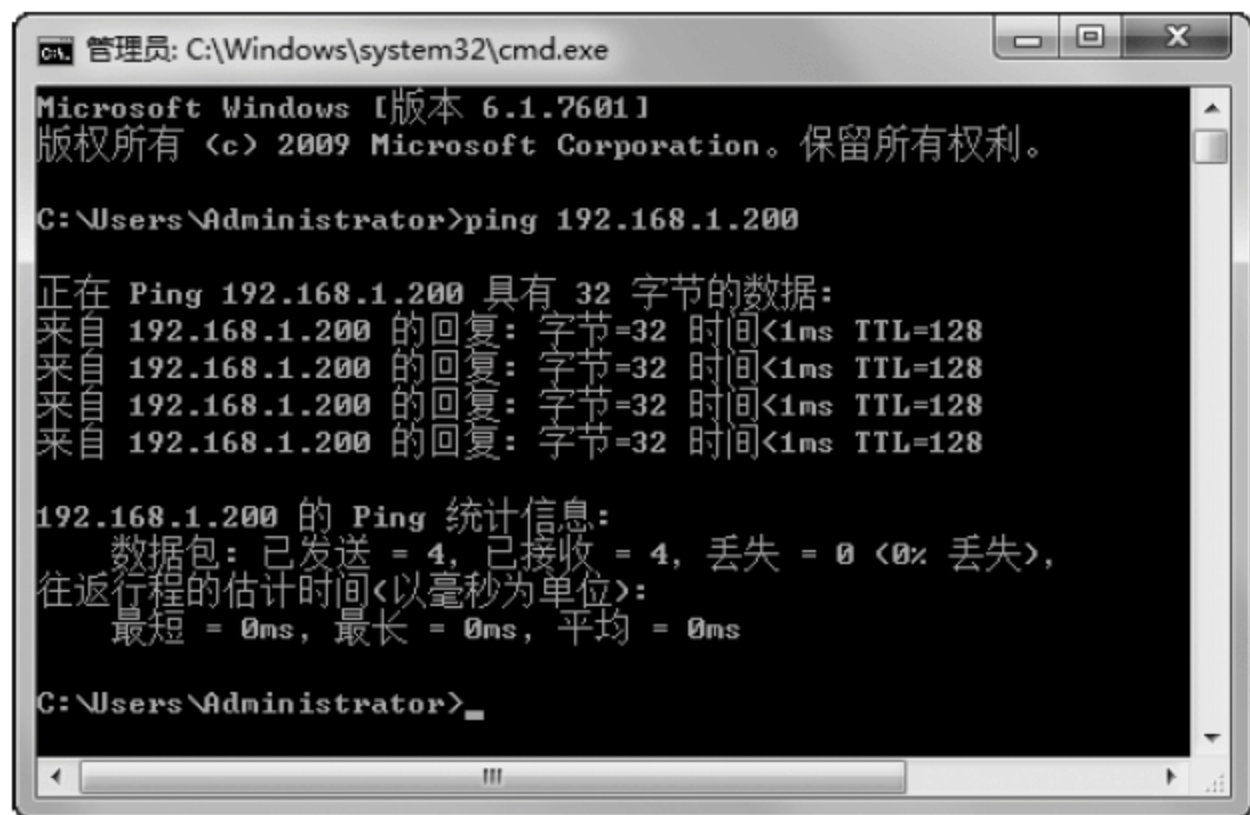 管理员: C:\Windows\system32\cmd.exe
Microsoft Windows [版本 6.1.7601]
版权所有 (c) 2009 Microsoft Corporation。保留所有权利。
C:\Users\Administrator>ping 192.168.1.200
正在 Ping 192.168.1.200 具有 32 字节的数据:
来自 192.168.1.200 的回复: 字节=32 时间<1ms TTL=128
来自 192.168.1.200 的回复: 字节=32 时间<1ms TTL=128
来自 192.168.1.200 的回复: 字节=32 时间<1ms TTL=128
来自 192.168.1.200 的回复: 字节=32 时间<1ms TTL=128
192.168.1.200 的 Ping 统计信息:
数据包: 已发送 = 4, 已接收 = 4, 丢失 = 0 (0% 丢失),
往返行程的估计时间(以毫秒为单位):
最短 = 0ms, 最长 = 0ms, 平均 = 0ms
C:\Users\Administrator>_